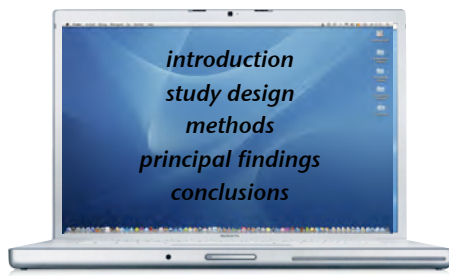 introduction
study design
methods
principal findings
conclusions